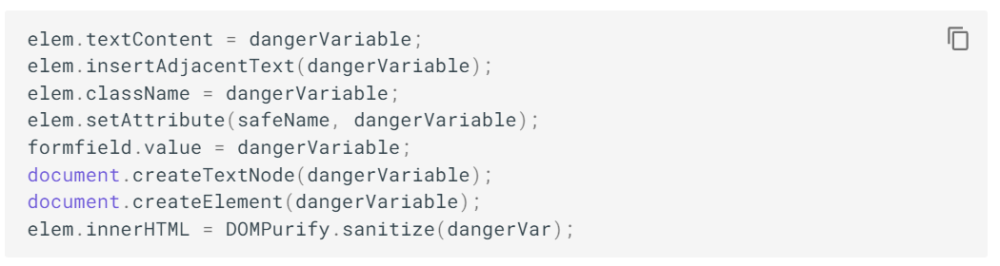 elem.textContent = dangerVariable;
elem.insertAdjacentText(dangerVariable);
elem.className = dangerVariable;
elem.setAttribute(safeName, dangerVariable);
formfield.value = dangerVariable;
document.createTextNode(dangerVariable);
document.createElement(dangerVariable);
elem.innerHTML = DOMPurify.sanitize(dangerVar);